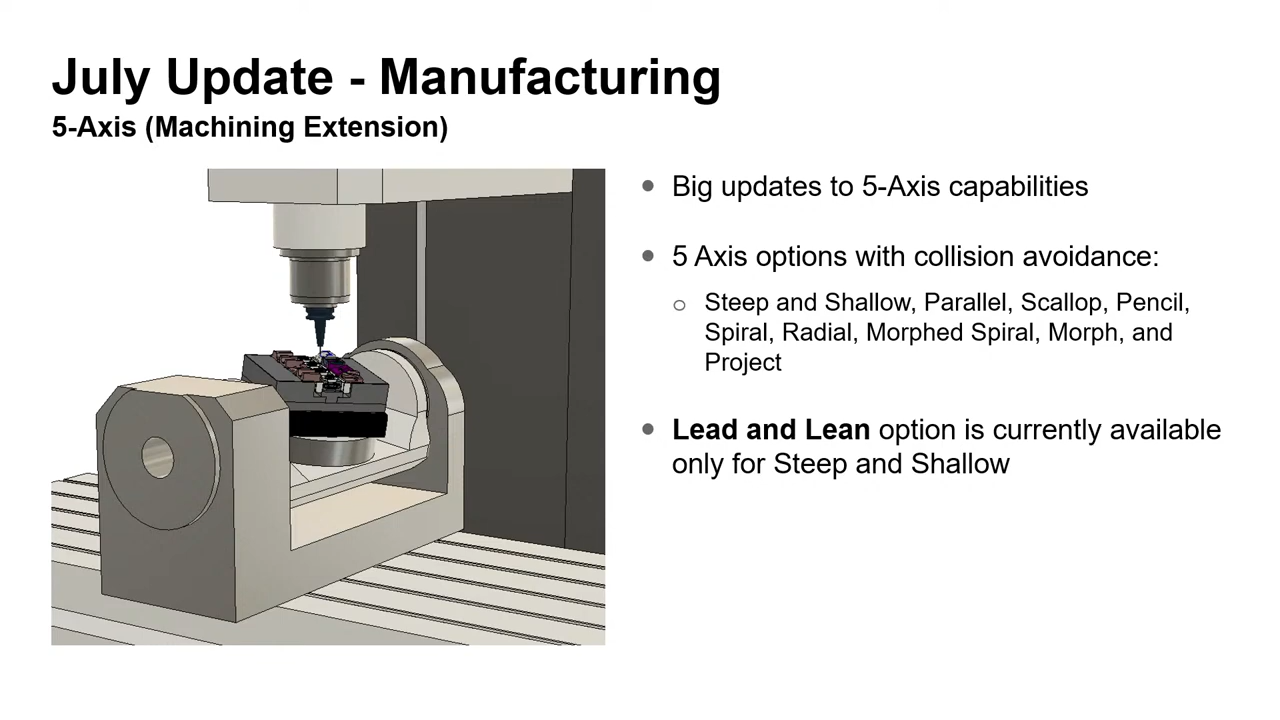 July Update - Manufacturing
5-Axis (Machining Extension)
Big updates to 5-Axis capabilities
5 Axis options with collision avoidance:
Steep and Shallow, Parallel, Scallop, Pencil,
Spiral, Radial, Morphed Spiral, Morph, and
Project
Lead and Lean option is currently available
only for Steep and Shallow